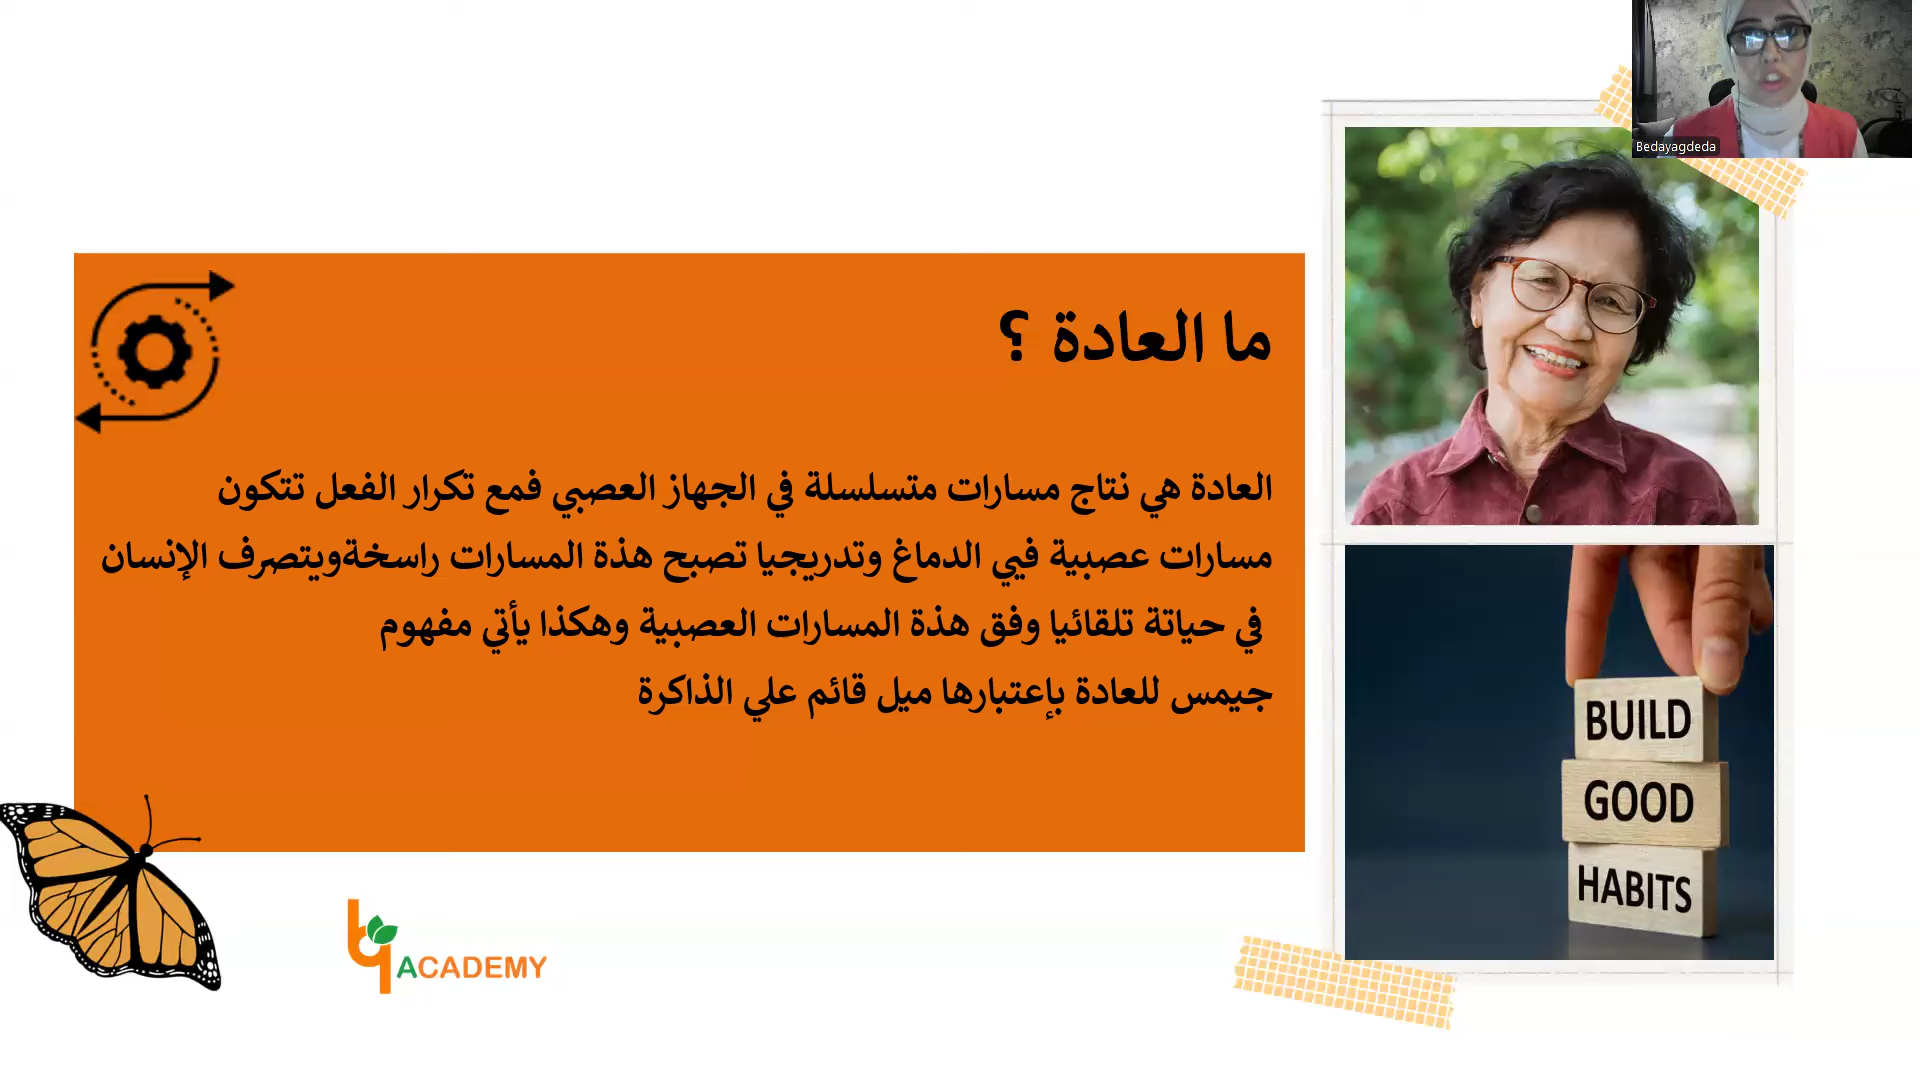 Bedayagdeda
ما العادة ؟
العادة هي نتاج مسارات متسلسلة في الجهاز العصبي فمع تكرار الفعل تتكون
مسارات عصبية فيي الدماغ وتدريجيا تصبح هذة المسارات راسخةويتصرف الإنسان
في حياتة تلقائيا وفق هذة المسارات العصبية وهكذا يأتي مفهوم
جيمس للعادة بإعتبارها ميل قائم علي الذاكرة
BUILD
GOOD
HABITS
ACADEMY